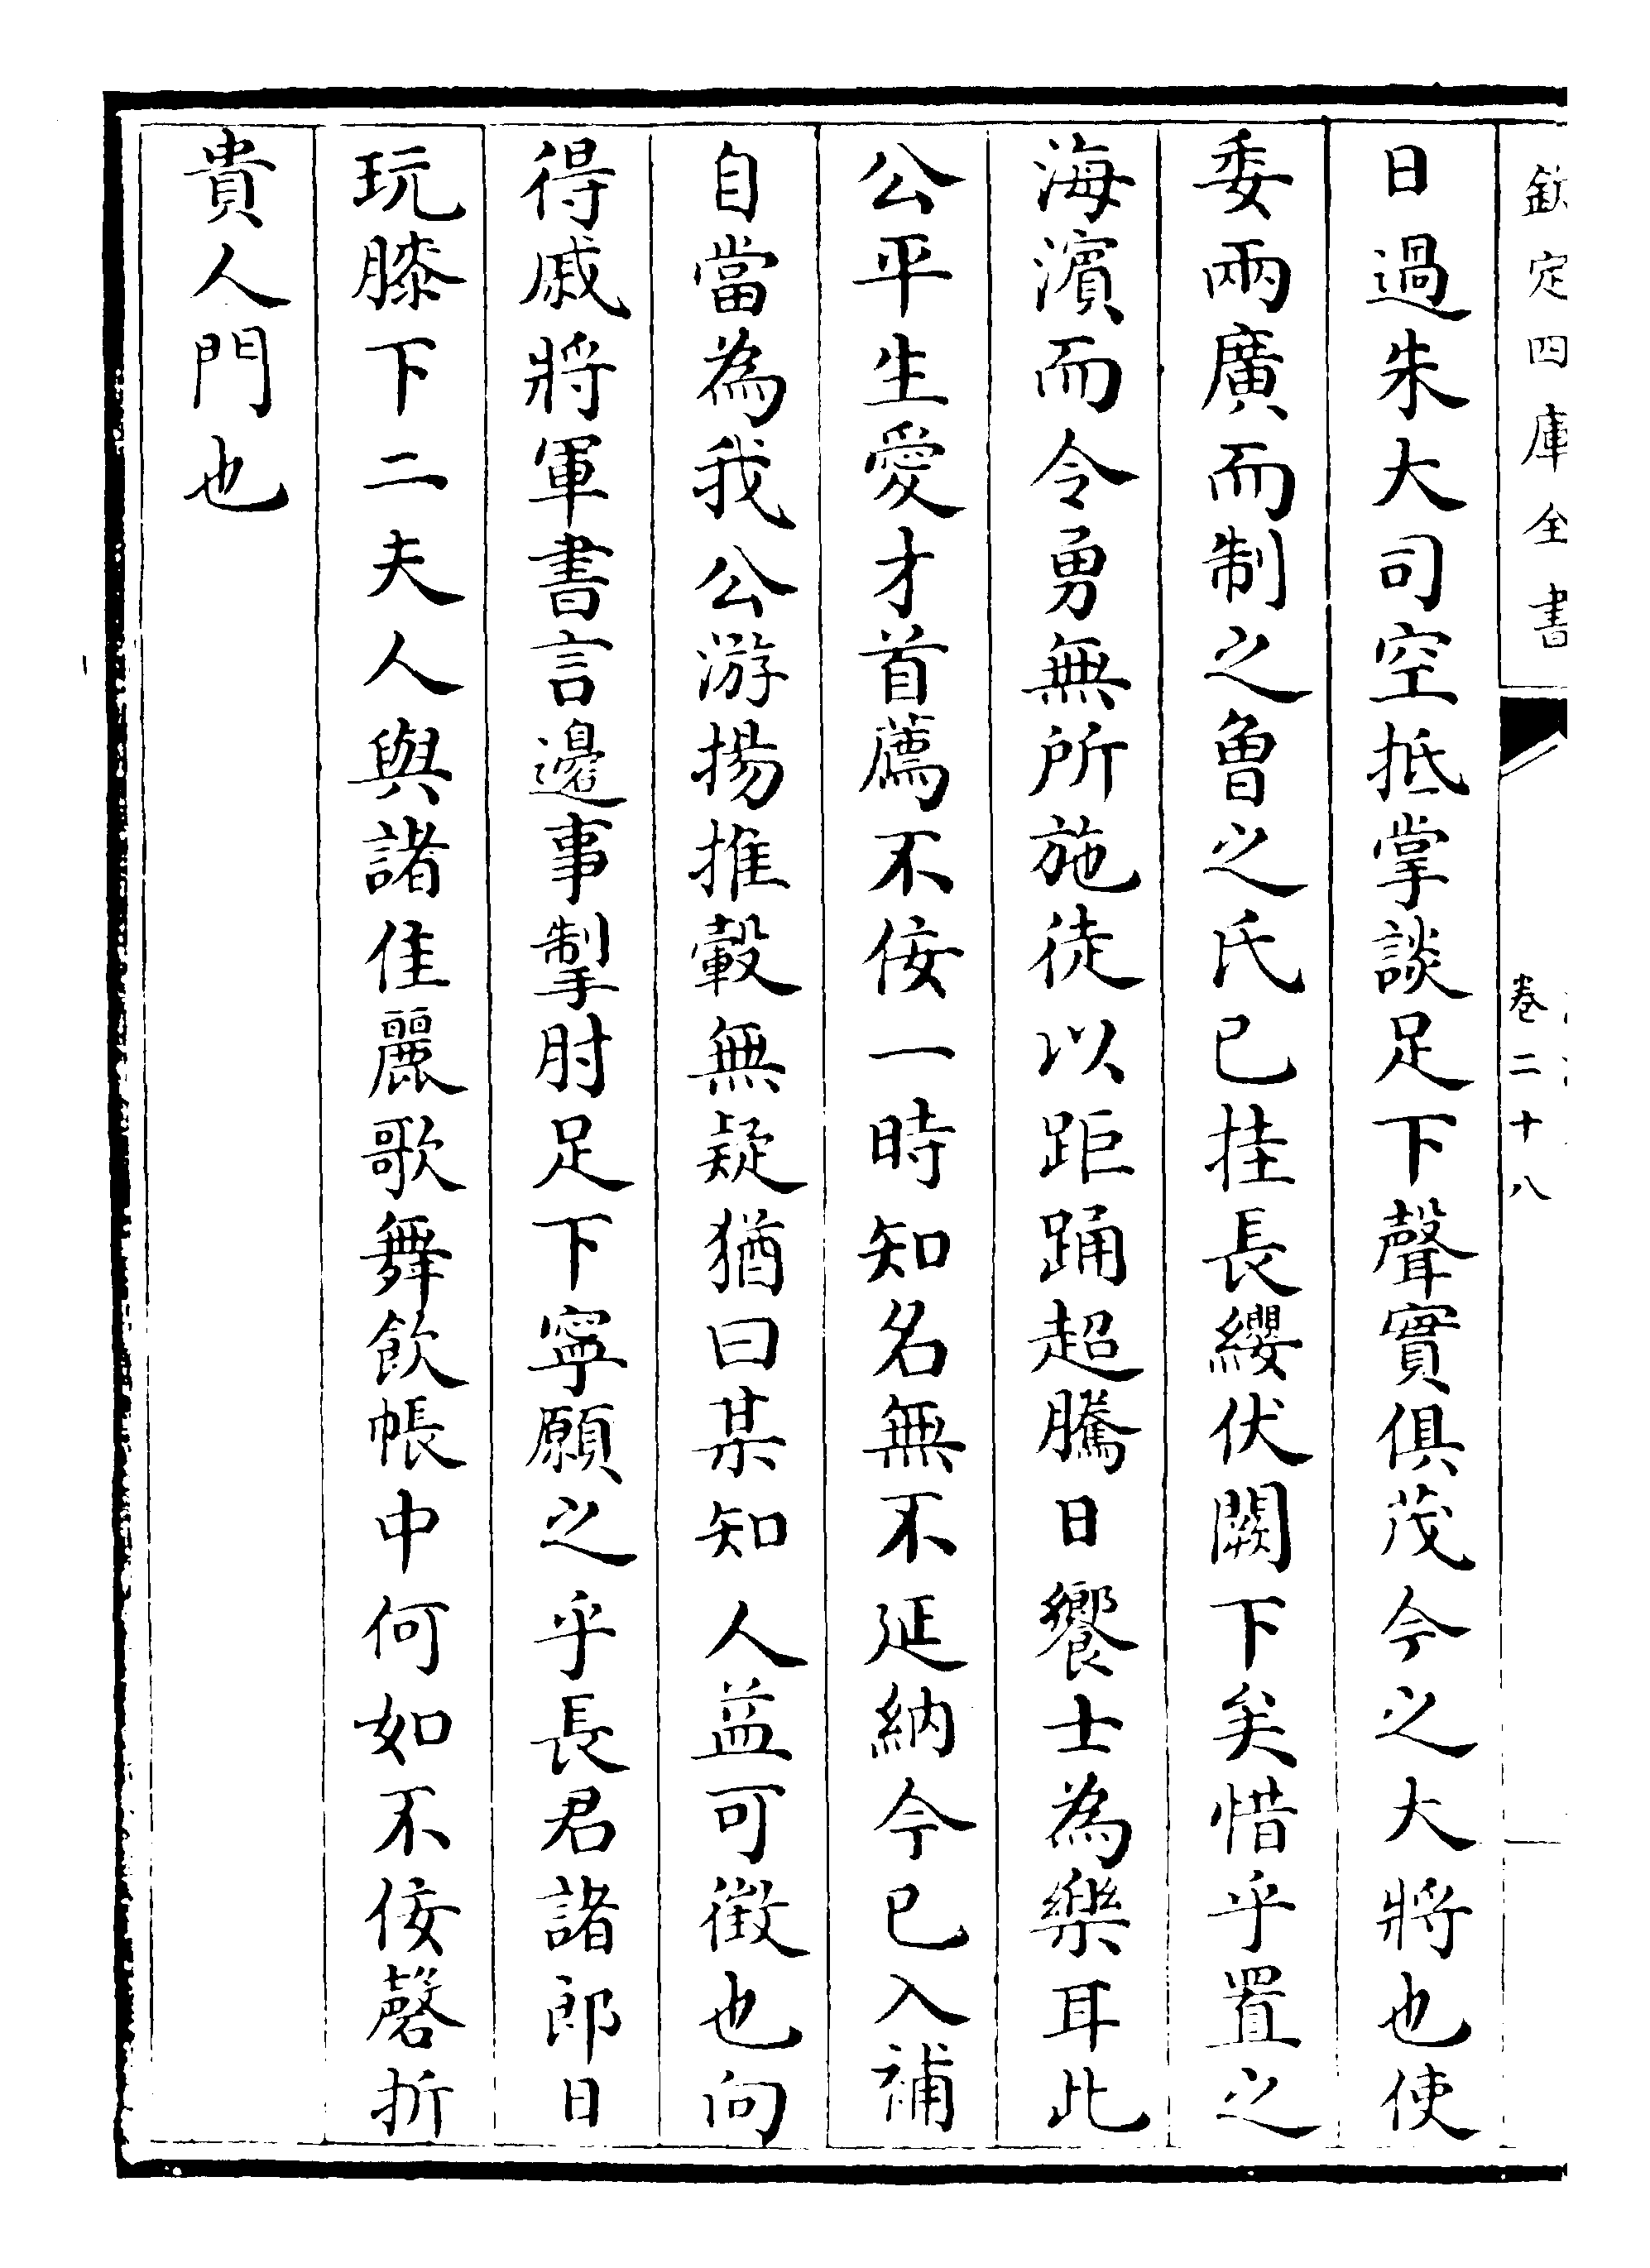 欽定四庫全書
卷二十八
日過朱大司空抵掌談足下聲實俱茂今之大將也使
委兩廣而制之魯之氏已挂長纓伏闕下矣惜乎置之
海濵而令勇無所施徒以距踊超騰日饗士為樂耳此
公平生愛才首薦不佞一時知名無不延納今已入補
自當為我公游揚推轂無疑猶曰某知人益可徴也向
得戚將軍書言邊事掣肘足下寧願之乎長君諸郎日
玩膝下二夫人與諸佳麗歌舞飲帳中何如不佞磬折
貴人門也